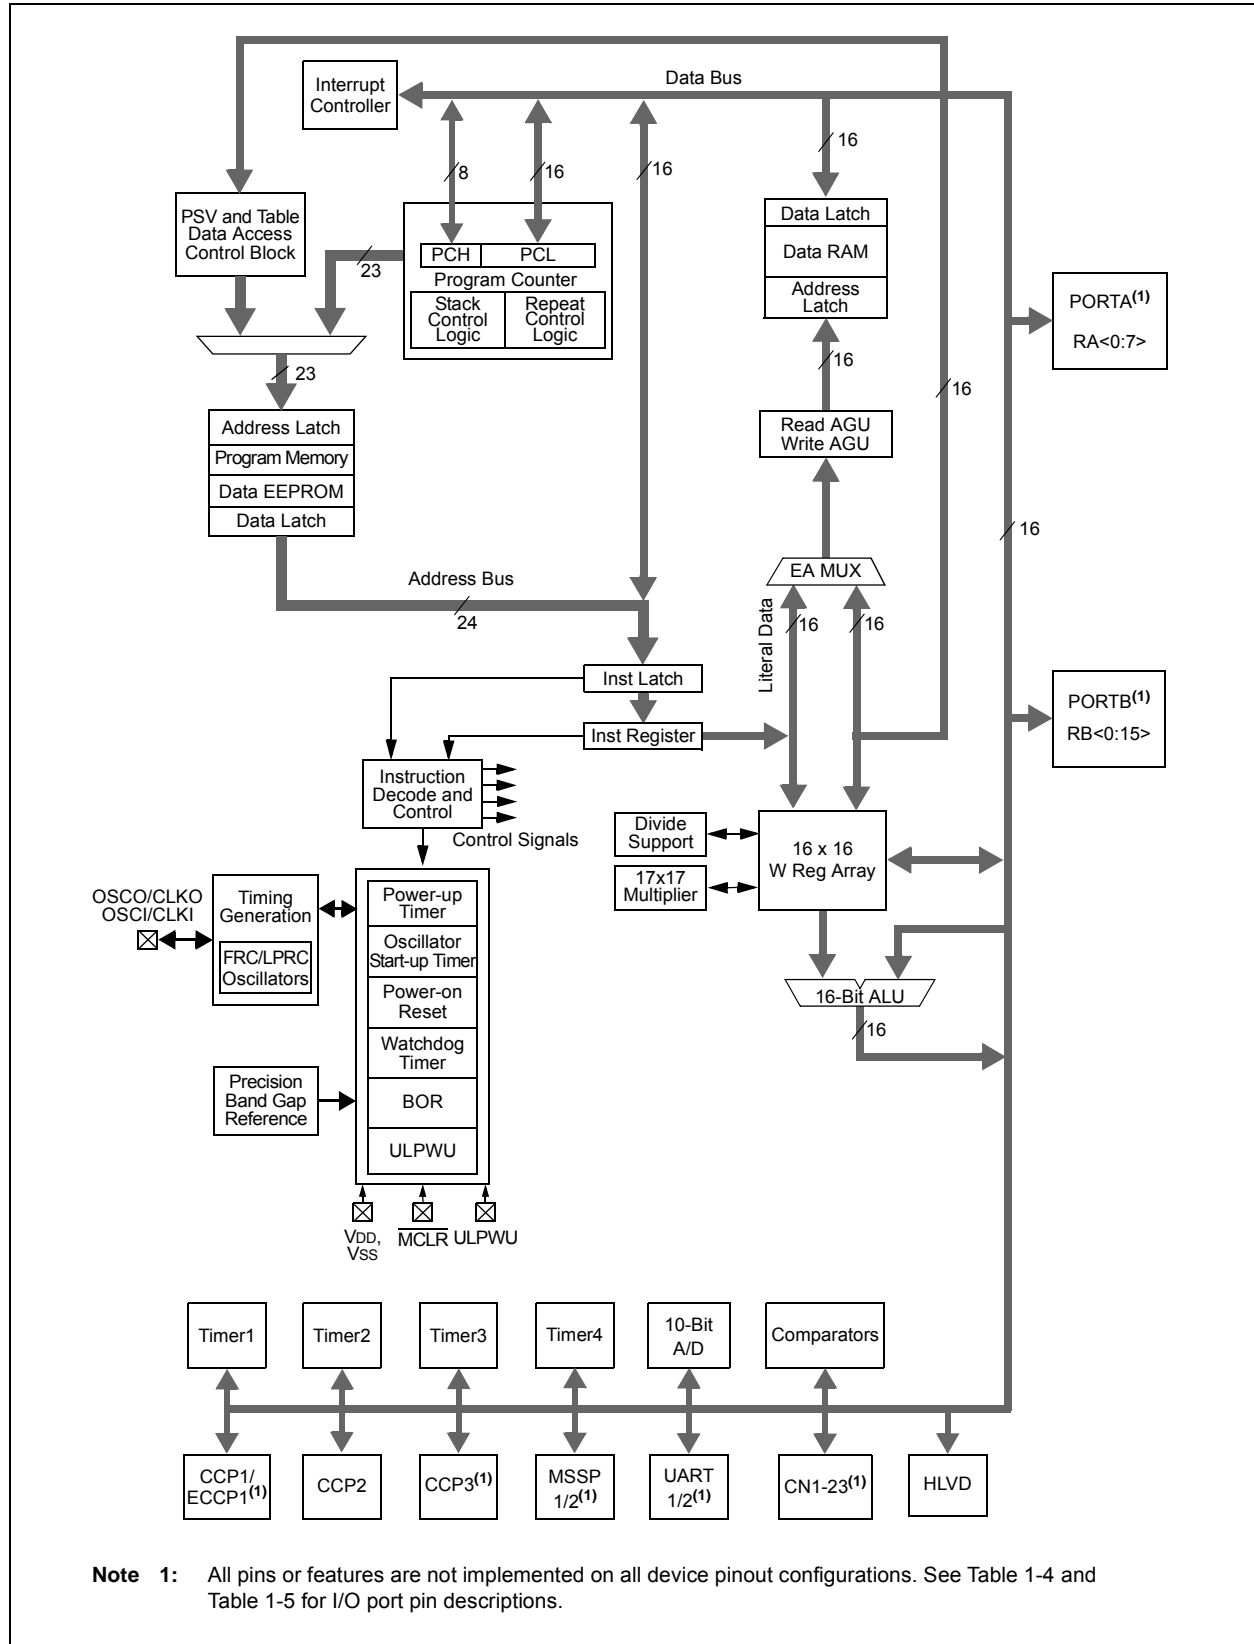 Data Bus
Interrupt
Controller
16
8
16
16
PSV and Table
Data Access
Control Block
Data Latch
Data RAM
Address
Latch
PCH
PCL
23
Program Counter
Stack
Control
Logic
Repeat
Control
Logic
PORTA(1)
RA<0:7>
16
16
23
Address Latch
Program Memory
Data EEPROM
Data Latch
Read AGU
Write AGU
16
EA MUX
Address Bus
24
Literal Data
16
16
Inst Latch
Inst Register
PORTB(1)
RB<0:15>
Instruction
Decode and
Control
Control Signals
Divide
Support
17x17
Multiplier
16 x 16
W Reg Array
OSCO/CLKO
OSCI/CLKI
Timing
Generation
FRC/LPRC
Oscillators
Power-up
Timer
Oscillator
Start-up Timer
Power-on
Reset
Watchdog
Timer
BOR
ULPWU
16-Bit ALU
16
Precision
Band Gap
Reference
VDD,
VSS
MCLR
ULPWU
Timer1
Timer2
Timer3
Timer4
10-Bit
A/D
Comparators
CCP1/
ECCP1(1)
CCP2
CCP3(1)
MSSP
1/2(1)
UART
1/2(1)
CN1-23(1)
HLVD
Note 1: All pins or features are not implemented on all device pinout configurations. See Table 1-4 and
Table 1-5 for I/O port pin descriptions.